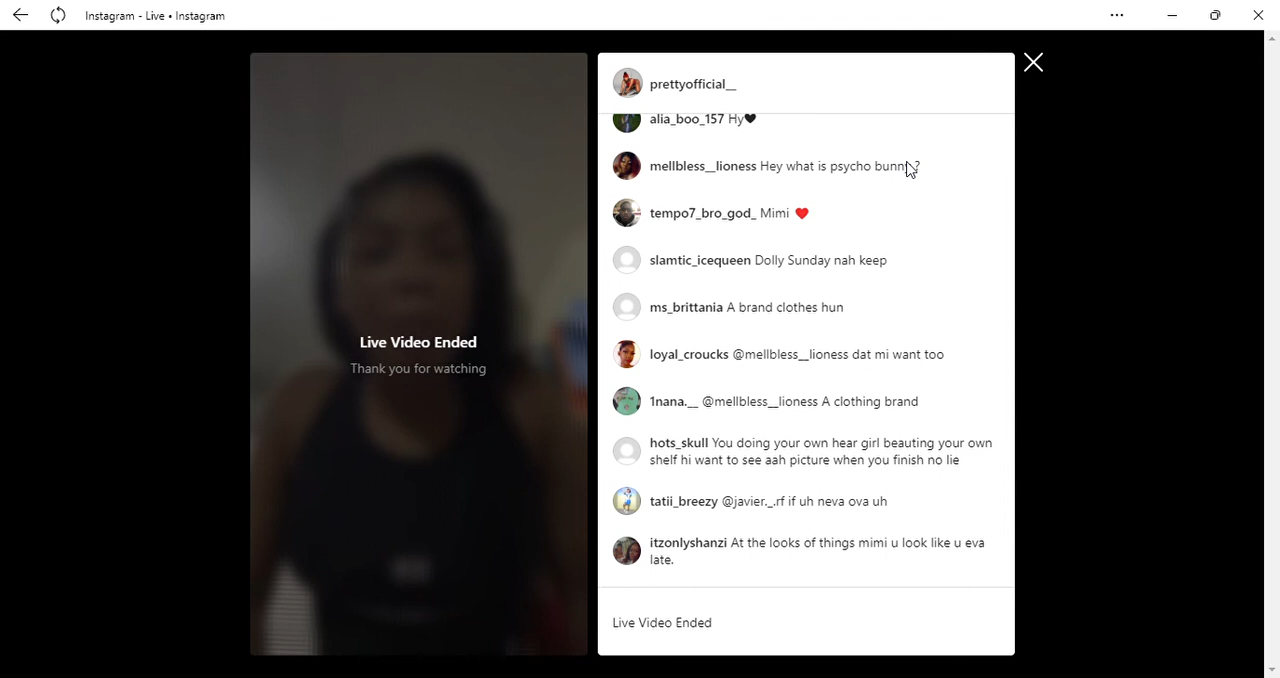 Instagram - Live • Instagram
prettyofficial__
alia_boo_157 Hy🖤
mellbless__lioness Hey what is psycho ?
tempo7_bro_god_ Mimi ❤️
slamtic_icequeen Dolly Sunday nah keep
ms_brittania A brand clothes hun
loyal_croucks @mellbless__lioness dat mi want too
1nana.__ @mellbless__lioness A clothing brand
hots_skull You doing your own hear girl beauting your own
shelf hi want to see aah picture when you finish no lie
tatii_breezy @javier._.rf if uh neva ova uh
itzonlyshanzi At the looks of things mimi u look like u eva
late.
Live Video Ended
Thank you for watching
Live Video Ended